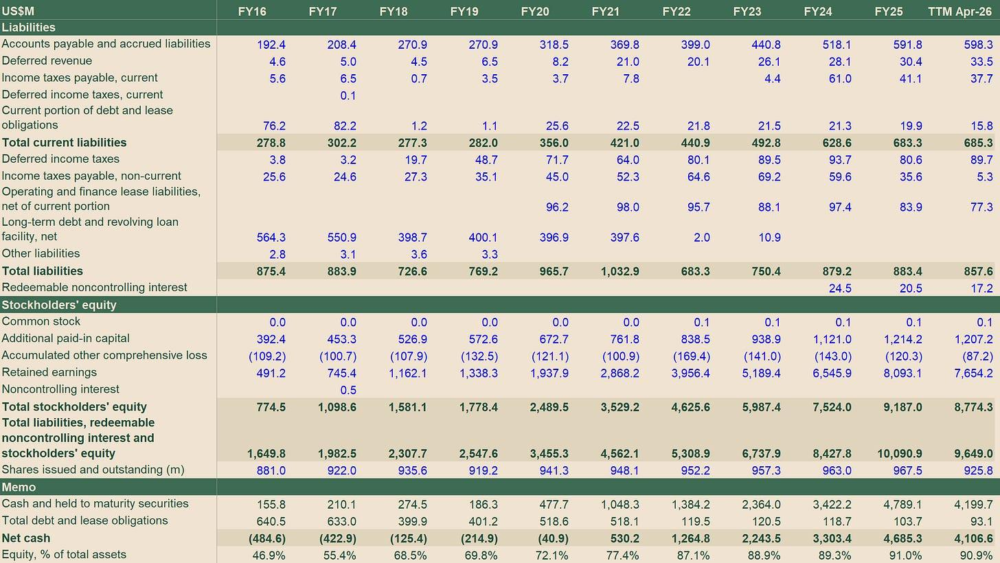 US$M FY16 FY17 FY18 FY19 FY20 FY21 FY22 FY23 FY24 FY25 TTM Apr-26
Liabilities
Accounts payable and accrued liabilities 192.4 208.4 270.9 270.9 318.5 369.8 399.0 440.8 518.1 591.8 598.3
Deferred revenue 4.6 5.0 4.5 6.5 8.2 21.0 20.1 26.1 28.1 30.4 33.5
Income taxes payable, current 5.6 6.5 0.7 3.5 3.7 7.8 4.4 61.0 41.1 37.7
Deferred income taxes, current 0.1
Current portion of debt and lease
obligations 76.2 82.2 1.2 1.1 25.6 22.5 21.8 21.5 21.3 19.9 15.8
Total current liabilities 278.8 302.2 277.3 282.0 356.0 421.0 440.9 492.8 628.6 683.3 685.3
Deferred income taxes 3.8 3.2 19.7 48.7 71.7 64.0 80.1 89.5 93.7 80.6 89.7
Income taxes payable, non-current 25.6 24.6 27.3 35.1 45.0 52.3 64.6 69.2 59.6 35.6 5.3
Operating and finance lease liabilities,
net of current portion 96.2 98.0 95.7 88.1 97.4 83.9 77.3
Long-term debt and revolving loan
facility, net 564.3 550.9 398.7 400.1 396.9 397.6 2.0 10.9
Other liabilities 2.8 3.1 3.6 3.3
Total liabilities 875.4 883.9 726.6 769.2 965.7 1,032.9 683.3 750.4 879.2 883.4 857.6
Redeemable noncontrolling interest 24.5 20.5 17.2
Stockholders' equity
Common stock 0.0 0.0 0.0 0.0 0.0 0.0 0.1 0.1 0.1 0.1 0.1
Additional paid-in capital 392.4 453.3 526.9 572.6 672.7 761.8 838.5 938.9 1,121.0 1,214.2 1,207.2
Accumulated other comprehensive loss (109.2) (100.7) (107.9) (132.5) (121.1) (100.9) (169.4) (141.0) (143.0) (120.3) (87.2)
Retained earnings 491.2 745.4 1,162.1 1,338.3 1,937.9 2,868.2 3,956.4 5,189.4 6,545.9 8,093.1 7,654.2
Noncontrolling interest 0.5
Total stockholders' equity 774.5 1,098.6 1,581.1 1,778.4 2,489.5 3,529.2 4,625.6 5,987.4 7,524.0 9,187.0 8,774.3
Total liabilities, redeemable
noncontrolling interest and
stockholders' equity 1,649.8 1,982.5 2,307.7 2,547.6 3,455.3 4,562.1 5,308.9 6,737.9 8,427.8 10,090.9 9,649.0
Shares issued and outstanding (m) 881.0 922.0 935.6 919.2 941.3 948.1 952.2 957.3 963.0 967.5 925.8
Memo
Cash and held to maturity securities 155.8 210.1 274.5 186.3 477.7 1,048.3 1,384.2 2,364.0 3,422.2 4,789.1 4,199.7
Total debt and lease obligations 640.5 633.0 399.9 401.2 518.6 518.1 119.5 120.5 118.7 103.7 93.1
Net cash (484.6) (422.9) (125.4) (214.9) (40.9) 530.2 1,264.8 2,243.5 3,303.4 4,685.3 4,106.6
Equity, % of total assets 46.9% 55.4% 68.5% 69.8% 72.1% 77.4% 87.1% 88.9% 89.3% 91.0% 90.9%